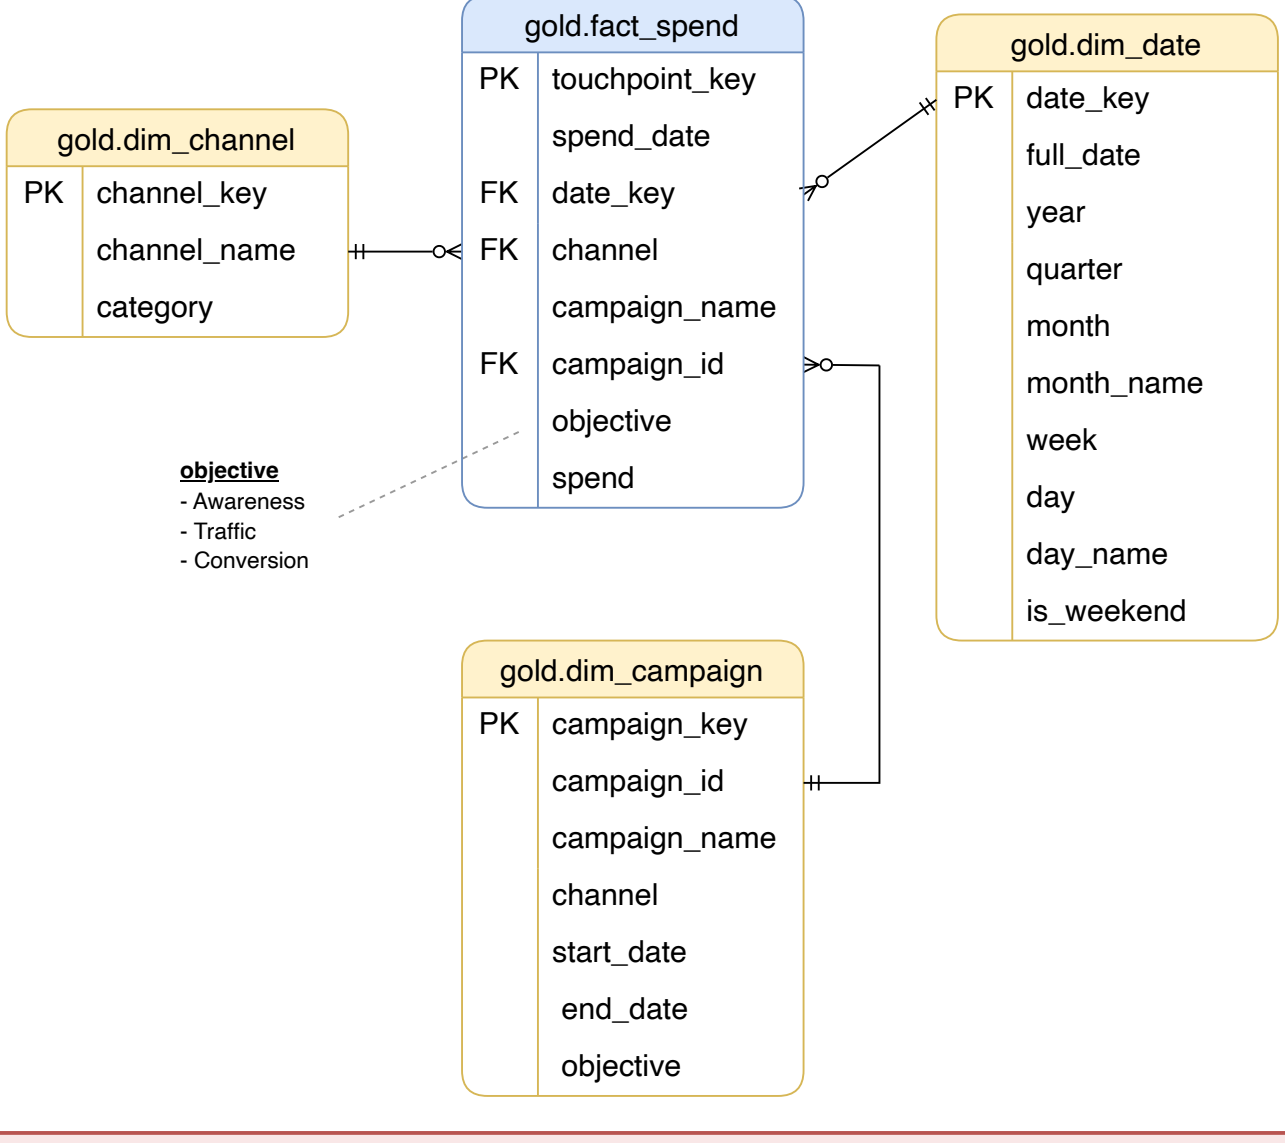 gold.fact_spend
PK touchpoint_key
spend_date
FK date_key
FK channel
campaign_name
FK campaign_id
objective
spend
gold.dim_date
PK date_key
full_date
year
quarter
month
month_name
week
day
day_name
is_weekend
gold.dim_channel
PK channel_key
channel_name
category
objective
- Awareness
- Traffic
- Conversion
gold.dim_campaign
PK campaign_key
campaign_id
campaign_name
channel
start_date
end_date
objective